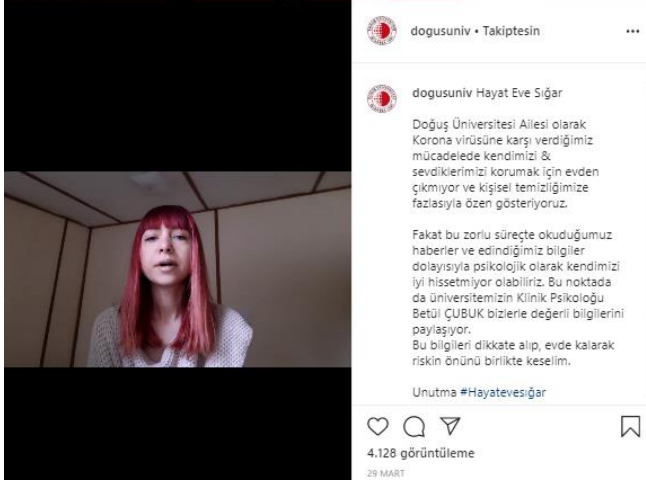 dogusuniv • Takiptesin
dogusuniv Hayat Eve Sığar
Doğuş Üniversitesi Ailesi olarak
Korona virüsüne karşı verdiğimiz
mücadelede kendimizi &
sevdiklerimizi korumak için evden
çıkmıyor ve kişisel temizliğimize
fazlasıyla özen gösteriyoruz.
Fakat bu zorlu süreçte okuduğumuz
haberler ve edindiğimiz bilgiler
dolayısıyla psikolojik olarak kendimizi
iyi hissetmiyor olabiliriz. Bu noktada
da üniversitemizin Klinik Psikoloğu
Betül ÇUBUK bizlerle değerli bilgilerini
paylaşıyor.
Bu bilgileri dikkate alıp, evde kalarak
riskin önünü birlikte keselim.
Unutma #Hayatevesığar
4.128 görüntüleme
29 MART